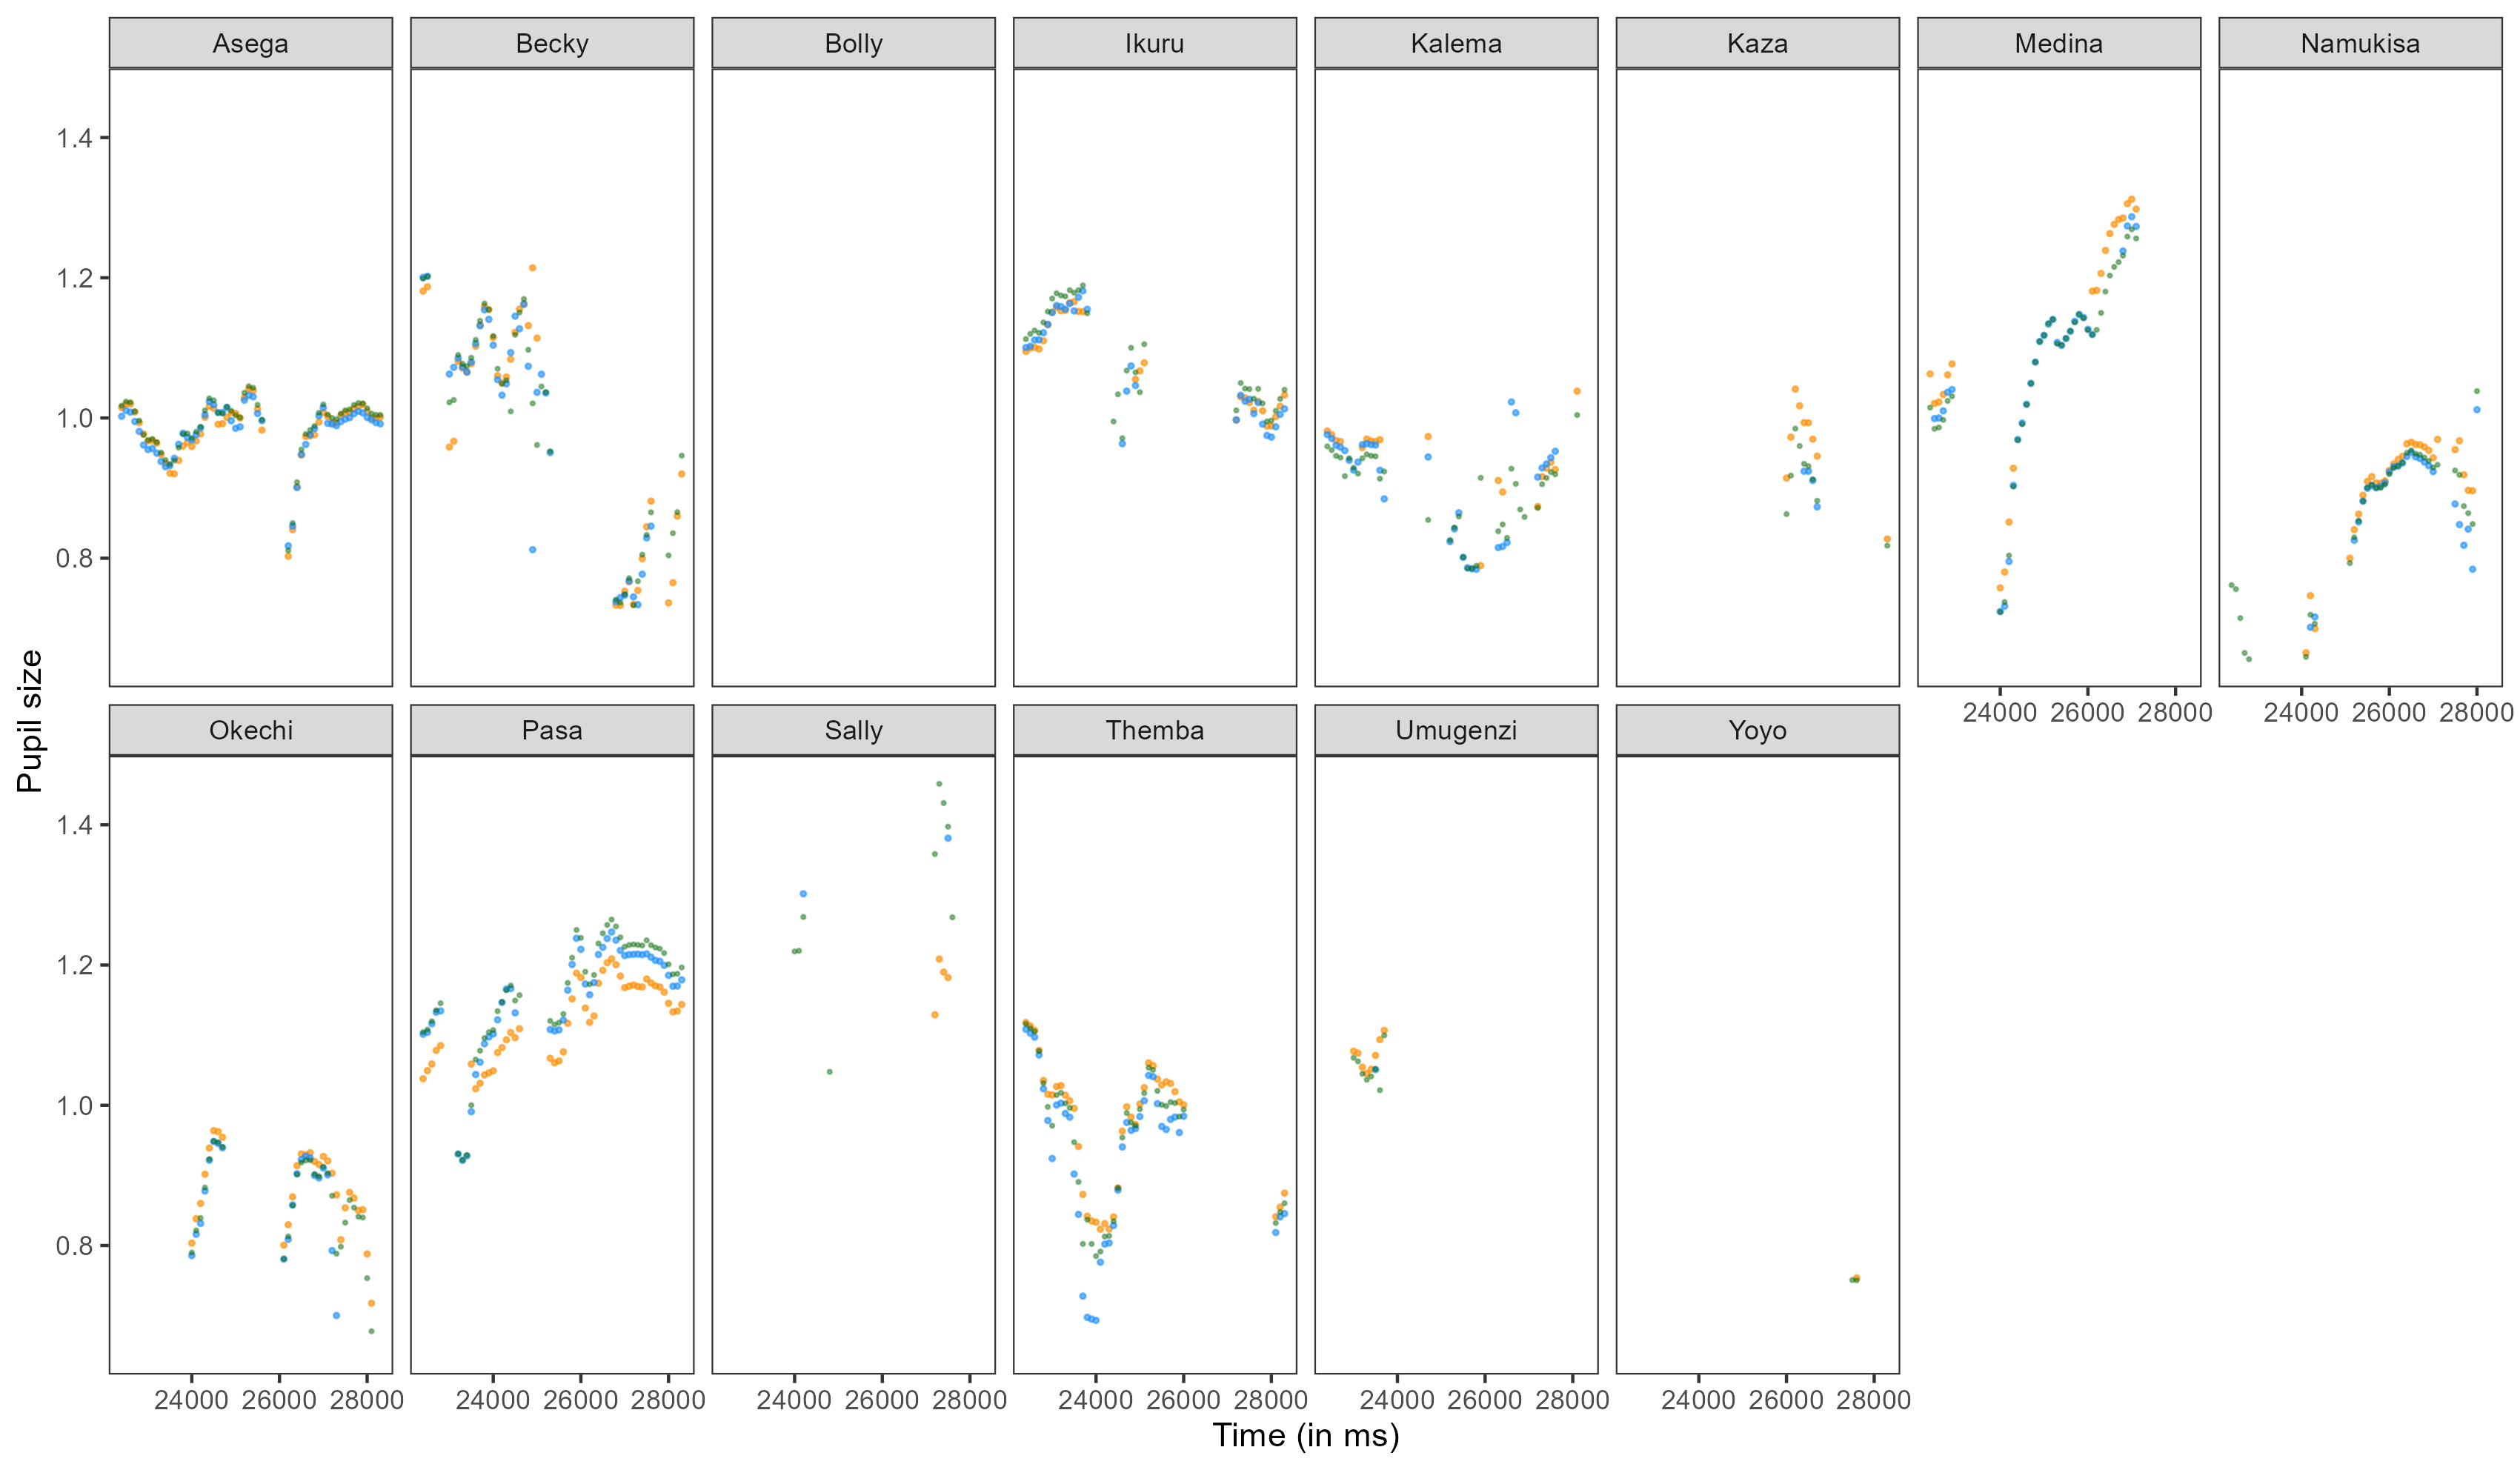 Asega Becky Bolly Ikuru Kalema Kaza Medina Namukisa
1.4
1.2
1.0
0.8
24000 26000 28000 24000 26000 28000
Pupil size
Okechi Pasa Sally Themba Umugenzi Yoyo
1.4
1.2
1.0
0.8
24000 26000 28000 24000 26000 28000 24000 26000 28000 24000 26000 28000 24000 26000 28000 24000 26000 28000
Time (in ms)